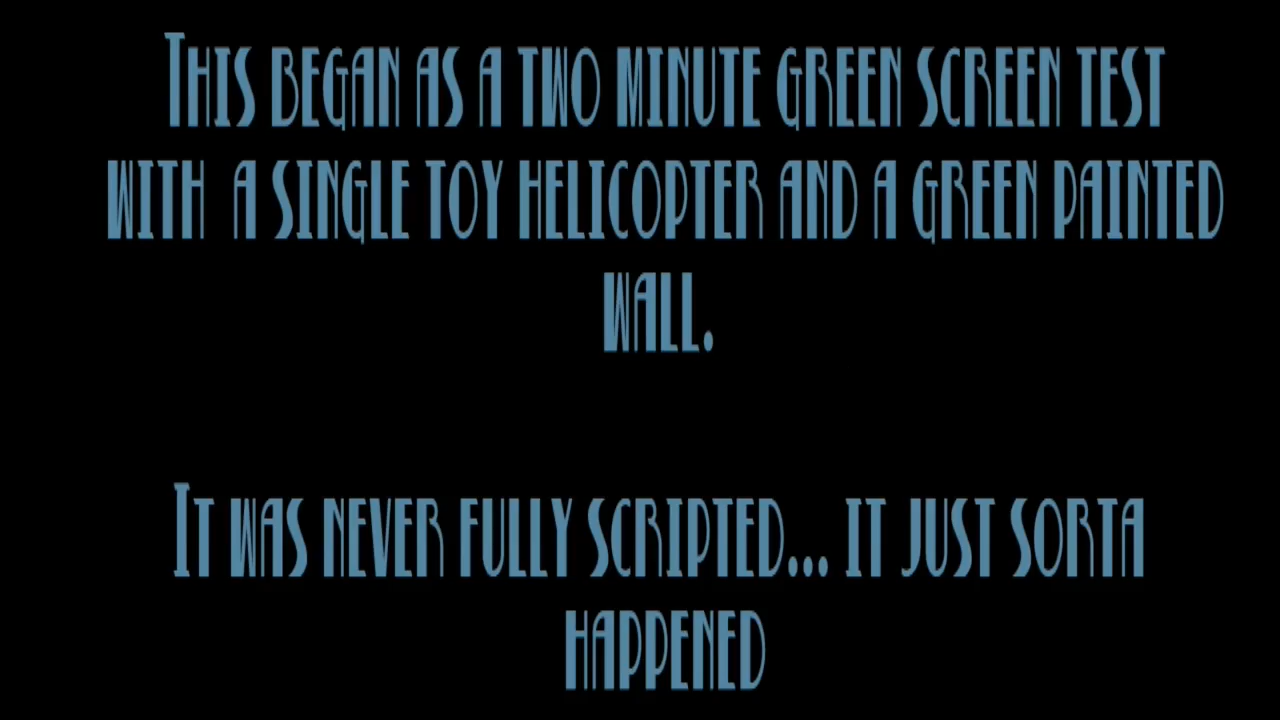 This began as a two minute green screen test
with a single toy helicopter and a green painted
wall.
It was never fully scripted... it just sorta
happened